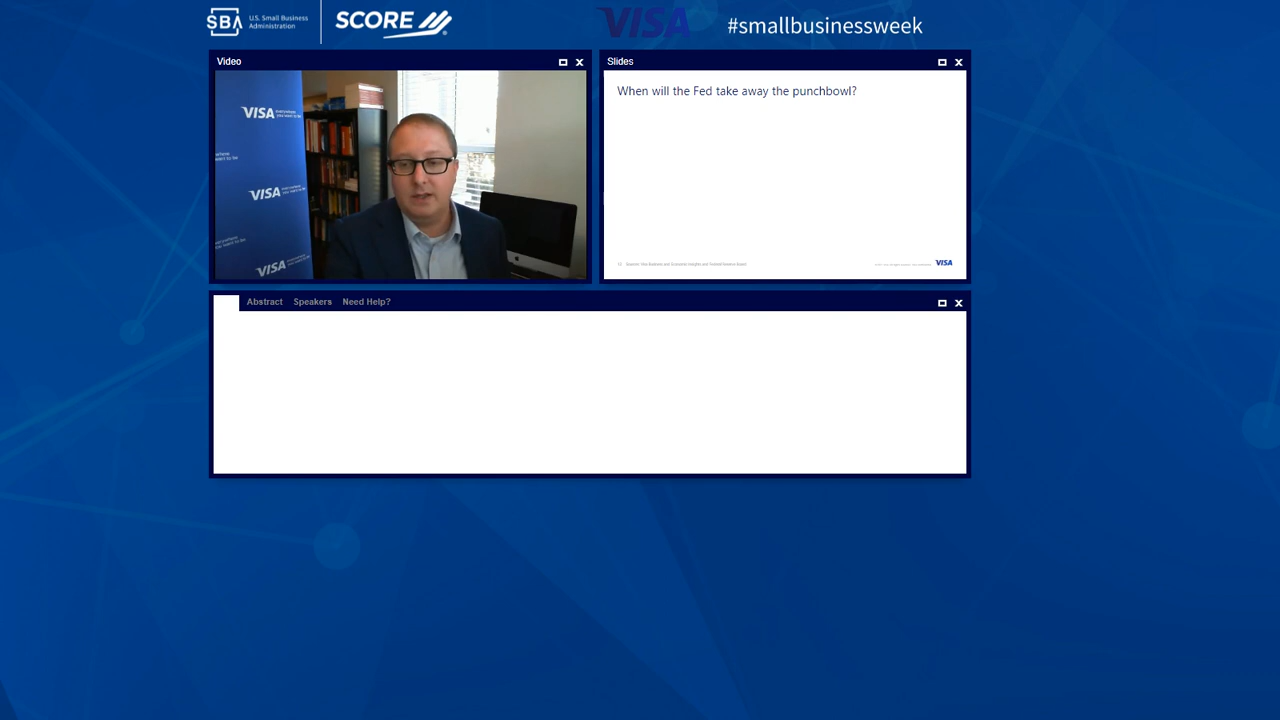 SBA
U.S. Small Business
Administration
SCORE
VISA
#smallbusinessweek
Video
Slides
VISA
VISA
VISA
When will the Fed take away the punchbowl?
VISA
Abstract
Speakers
Need Help?